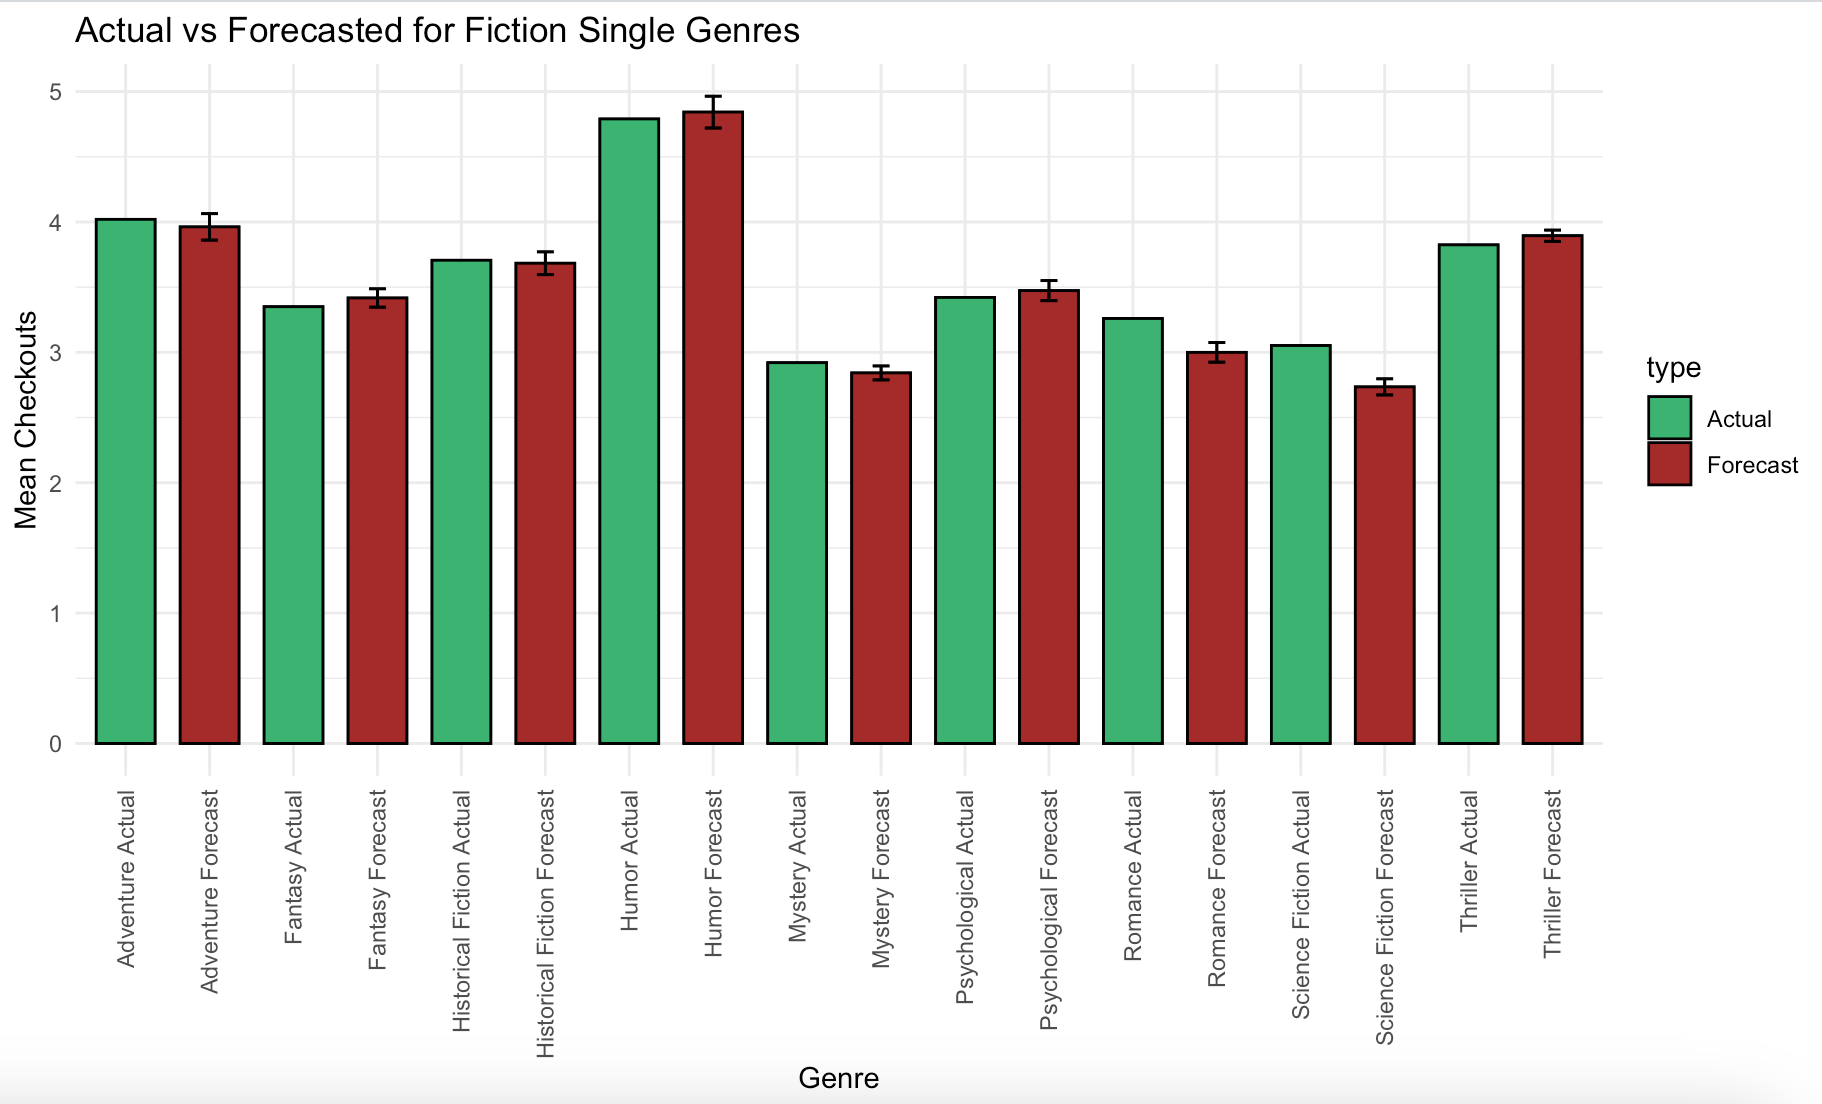 Actual vs Forecasted for Fiction Single Genres
5
4
3
2
1
0
Mean Checkouts
Adventure Actual
Adventure Forecast
Fantasy Actual
Fantasy Forecast
Historical Fiction Actual
Historical Fiction Forecast
Humor Actual
Humor Forecast
Mystery Actual
Mystery Forecast
Psychological Actual
Psychological Forecast
Romance Actual
Romance Forecast
Science Fiction Actual
Science Fiction Forecast
Thriller Actual
Thriller Forecast
Genre
type
Actual
Forecast